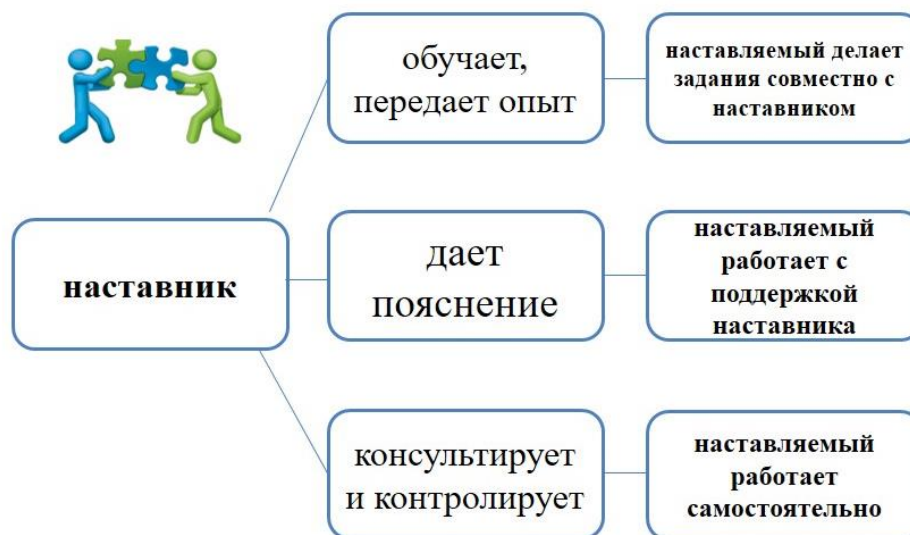 обучает,
передает опыт
наставляемый делает
задания совместно с
наставником
наставник
дает
пояснение
наставляемый
работает с
поддержкой
наставника
консультирует
и контролирует
наставляемый
работает
самостоятельно